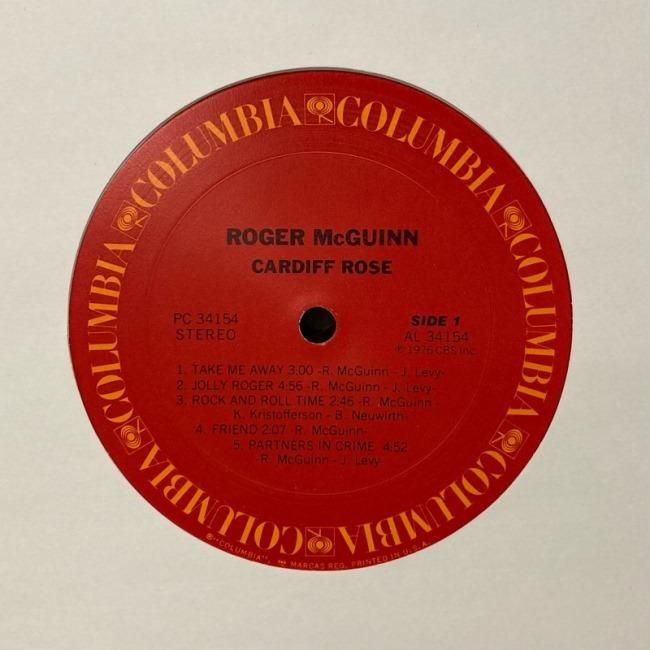 COLUMBIA COLUMBIA COLUMBIA COLUMBIA COLUMBIA COLUMBIA
ROGER McGUINN
CARDIFF ROSE
PC 34154
STEREO
SIDE 1
AL 34154
℗ 1976 CBS Inc.
1. TAKE ME AWAY 3:00 -R. McGuinn - J. Levy-
2. JOLLY ROGER 4:56 -R. McGuinn - J. Levy-
3. ROCK AND ROLL TIME 2:46 -R. McGuinn
K. Kristofferson - B. Neuwirth-
4. FRIEND 2:07 -R. McGuinn-
5. PARTNERS IN CRIME 4:52
-R. McGuinn - J. Levy-
®"COLUMBIA", MARCAS REG. PRINTED IN U.S.A.